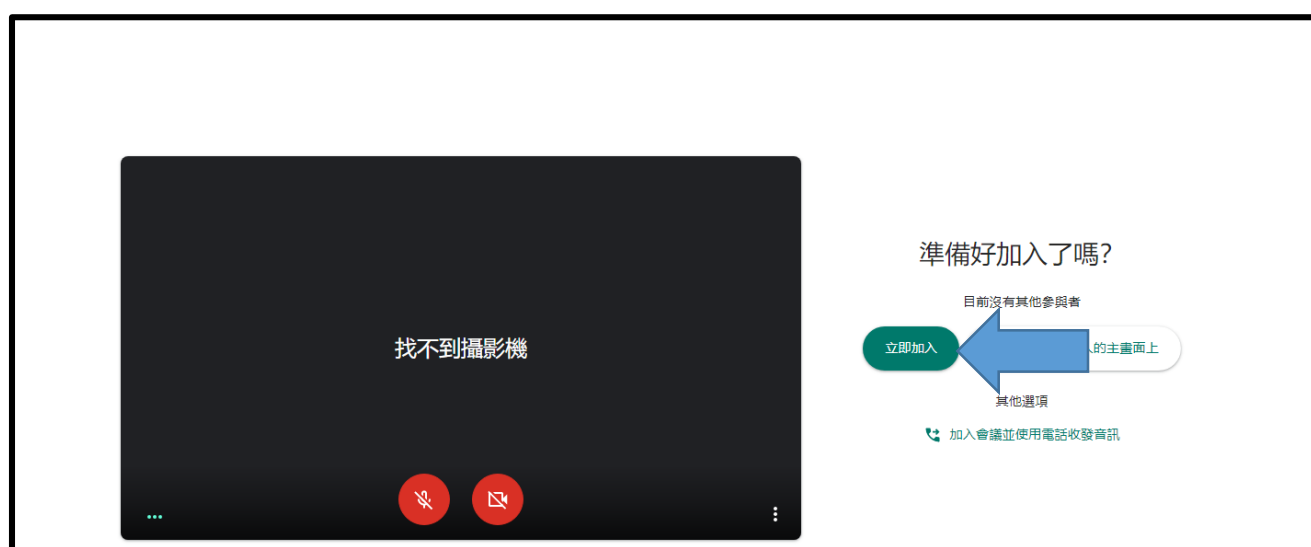 找不到攝影機
準備好加入了嗎?
目前沒有其他參與者
立即加入
的主畫面上
其他選項
加入會議並使用電話收發音訊